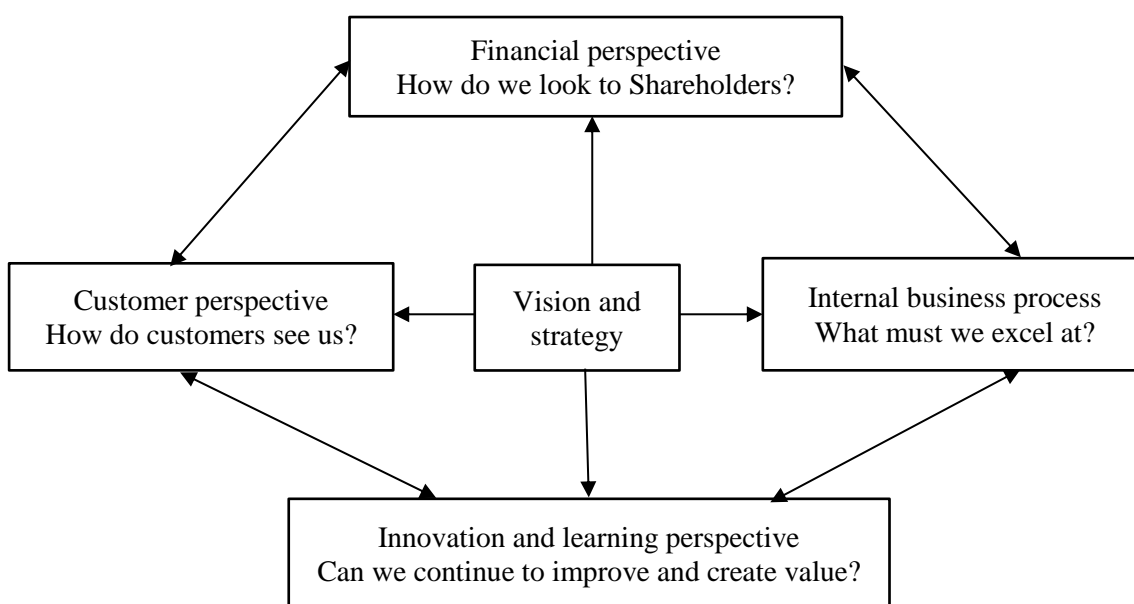 Financial perspective
How do we look to Shareholders?
Customer perspective
How do customers see us?
Vision and
strategy
Internal business process
What must we excel at?
Innovation and learning perspective
Can we continue to improve and create value?